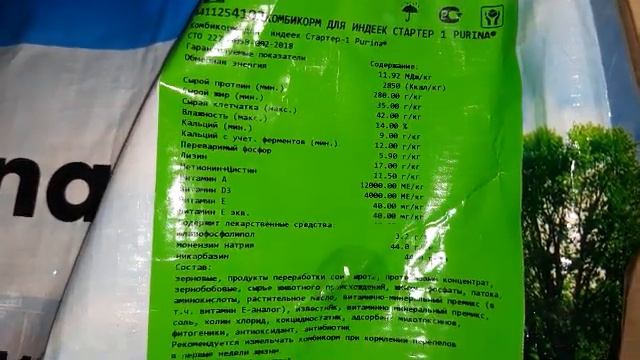 КОМБИКОРМ ДЛЯ ИНДЕЕК СТАРТЕР 1 PURINA®
Комбикорм для индеек Стартер-1 Purina®
Гарантируемые показатели Содержание:
Обменная энергия 11.92 МДж/кг
2850 (Ккал/кг)
Сырой протеин (мин.) 280.00 г/кг
Сырой жир (мин.) 35.00 г/кг
Сырая клетчатка (макс.) 42.00 г/кг
Влажность (макс.) 14.00 %
Кальций (мин.) 9.00 г/кг
Кальций с учет. ферментов (мин.) 12.00 г/кг
Переваримый фосфор 5.90 г/кг
Лизин 17.00 г/кг
Метионин+Цистин 11.50 г/кг
Витамин А 12000.00 МЕ/кг
Витамин D3 4000.00 МЕ/кг
Витамин Е 40.00 мг/кг
Витамин Е экв. 40.00 мг/кг
Содержит лекарственные средства:
флавофосфолипол
монензин натрия 44.0
никарбазин
Состав:
зерновые, продукты переработки сои, протеиновый концентрат,
зернобобовые, сырье животного происхождения, фосфаты, патока,
аминокислоты, растительное масло, витаминно-минеральный премикс (в
т.ч. витамин Е-аналог), известняк, витаминно-минеральный премикс,
соль, холин хлорид, кокцидиостатик, адсорбент микотоксинов,
фитогеники, антиоксидант, антибиотик
Рекомендуется измельчать комбикорм при кормлении перепелов
в первые недели жизни.
na